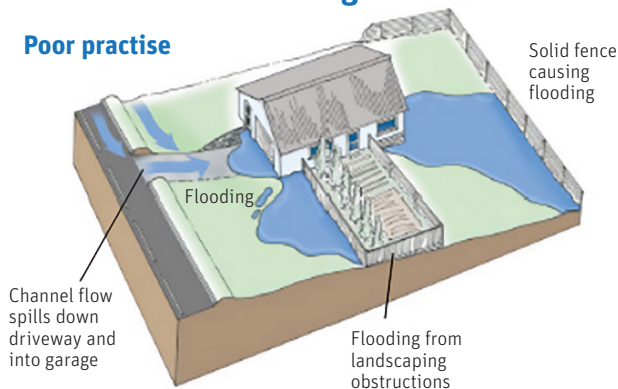 Poor practise
Solid fence
causing
flooding
Flooding
Channel flow
spills down
driveway and
into garage
Flooding from
landscaping
obstructions